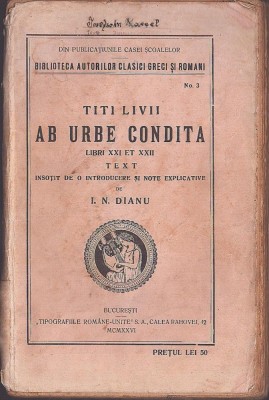 DIN PUBLICAȚIUNILE CASEI ȘCOALELOR
BIBLIOTECA AUTORILOR CLASICI GRECI ȘI ROMANI
No. 3
TITI LIVII
AB URBE CONDITA
LIBRI XXI ET XXII
TEXT
INSOȚIT DE O INTRODUCERE ȘI NOTE EXPLICATIVE
DE
I. N. DIANU
BUCUREȘTI
„TIPOGRAFIILE ROMÂNE-UNITE” S. A., CALEA RAHOVEI,
MCMXXVI
PREȚUL LEI 50